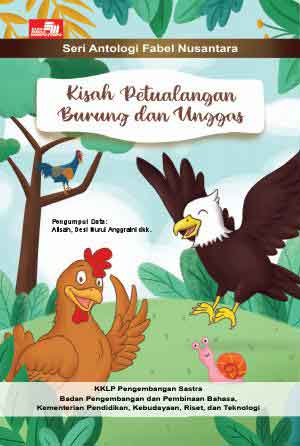 Seri Antologi Fabel Nusantara
Kisah Petualangan
Burung dan Unggas
Pengumpul Data:
Alisah, Desi Nurul Anggraini dkk.
KKLP Pengembangan Sastra
Badan Pengembangan dan Pembinaan Bahasa,
Kementerian Pendidikan, Kebudayaan, Riset, dan Teknologi